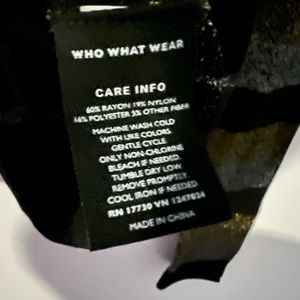 WHO WHAT WEAR
CARE INFO
60% RAYON 19% NYLON
16% POLYESTER 5% OTHER FIBER
MACHINE WASH COLD
WITH LIKE COLORS.
GENTLE CYCLE.
ONLY NON-CHLORINE
BLEACH IF NEEDED.
TUMBLE DRY LOW.
REMOVE PROMPTLY.
COOL IRON IF NEEDED.
RN 17730 VN 1247024
MADE IN CHINA